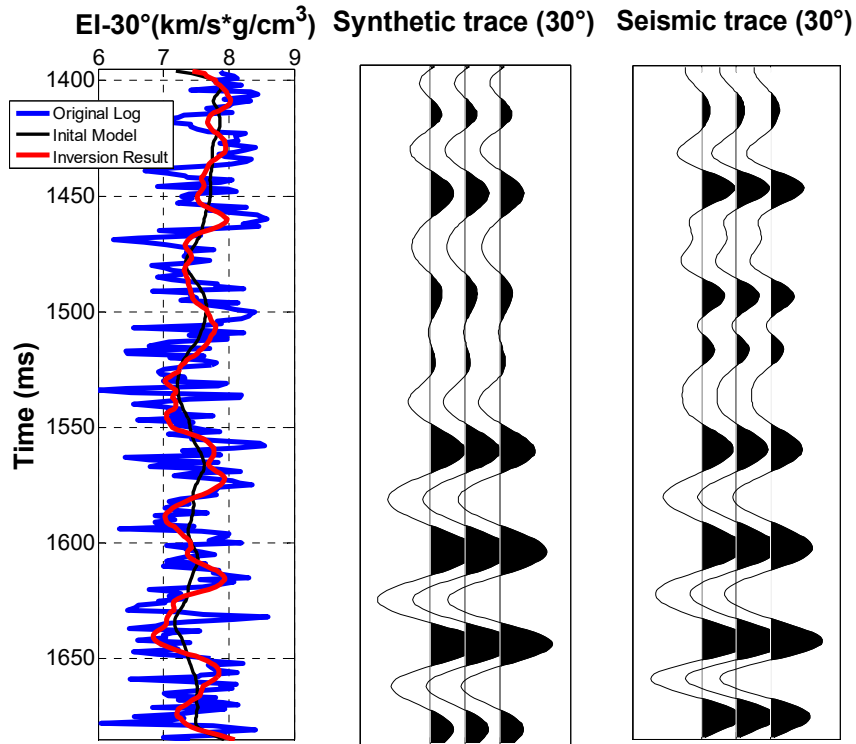 EI-30°(km/s*g/cm³)
Synthetic trace (30°)
Seismic trace (30°)
6 7 8 9
1400
Original Log
Inital Model
Inversion Result
1450
1500
Time (ms)
1550
1600
1650